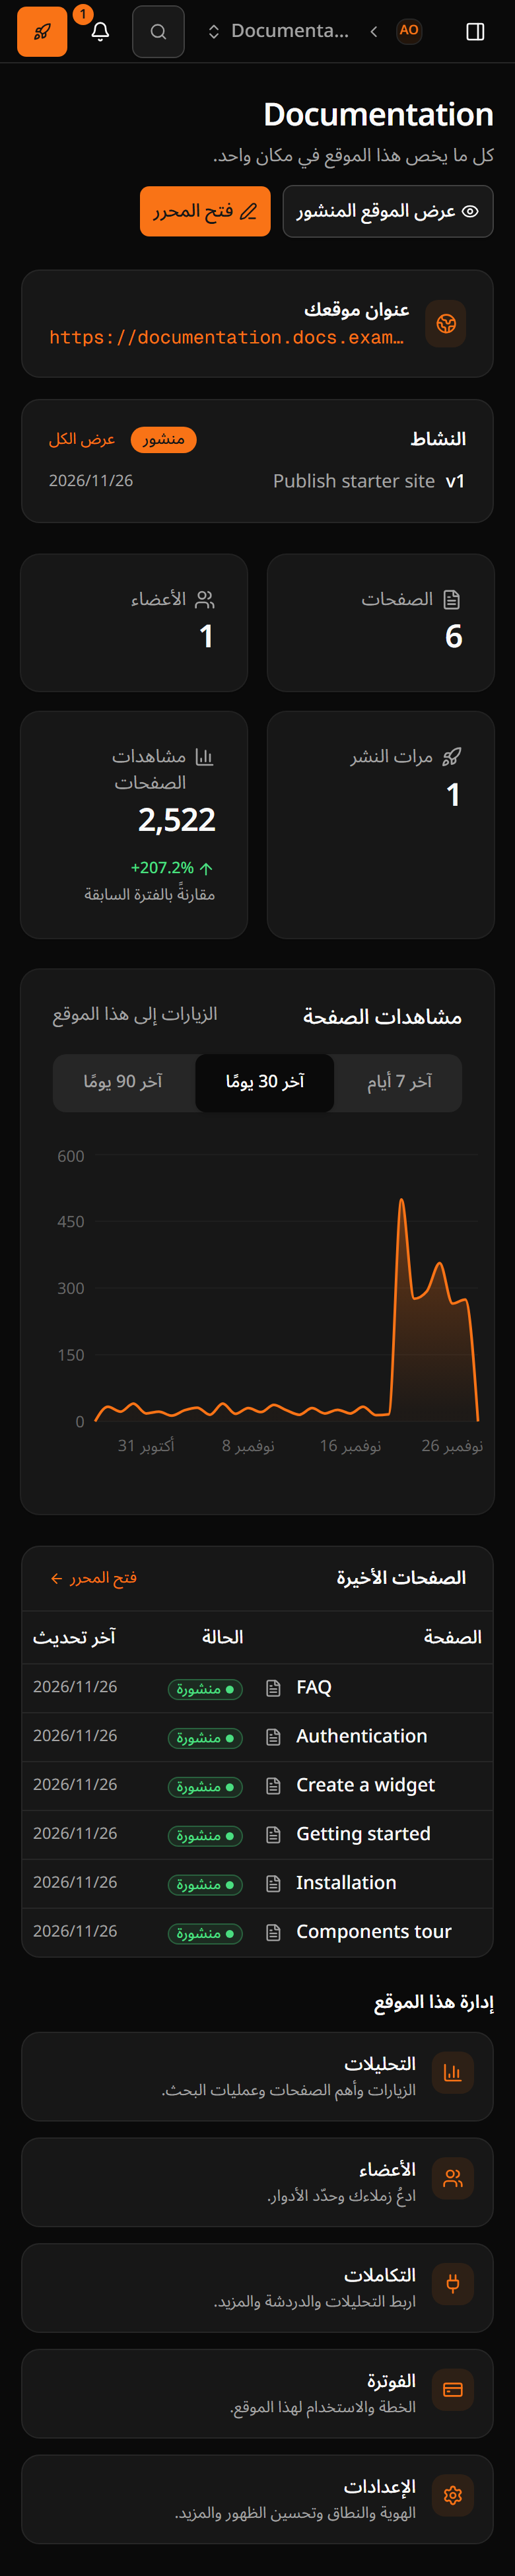 AO
Documenta...
1
Documentation
كل ما يخص هذا الموقع في مكان واحد.
عرض الموقع المنشور
فتح المحرر
عنوان موقعك
https://documentation.docs.exam...
النشاط
منشور
عرض الكل
v1 Publish starter site
2026/11/26
الصفحات
6
الأعضاء
1
مرات النشر
1
مشاهدات
الصفحات
2,522
+207.2%
مقارنةً بالفترة السابقة
مشاهدات الصفحة
الزيارات إلى هذا الموقع
آخر 7 أيام
آخر 30 يومًا
آخر 90 يومًا
600
450
300
150
0
31 أكتوبر
8 نوفمبر
16 نوفمبر
26 نوفمبر
الصفحات الأخيرة
فتح المحرر
الصفحة
الحالة
آخر تحديث
FAQ
منشورة
2026/11/26
Authentication
منشورة
2026/11/26
Create a widget
منشورة
2026/11/26
Getting started
منشورة
2026/11/26
Installation
منشورة
2026/11/26
Components tour
منشورة
2026/11/26
إدارة هذا الموقع
التحليلات
الزيارات وأهم الصفحات وعمليات البحث.
الأعضاء
ادعُ زملاءك وحدّد الأدوار.
التكاملات
اربط التحليلات والدردشة والمزيد.
الفوترة
الخطة والاستخدام لهذا الموقع.
الإعدادات
الهوية والنطاق وتحسين الظهور والمزيد.